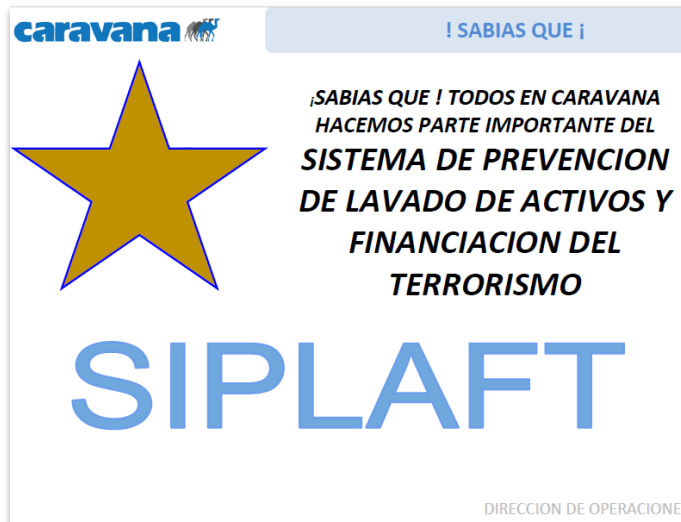 caravana
! SABIAS QUE ¡
¡SABIAS QUE ! TODOS EN CARAVANA
HACEMOS PARTE IMPORTANTE DEL
SISTEMA DE PREVENCION
DE LAVADO DE ACTIVOS Y
FINANCIACION DEL
TERRORISMO
SIPLAFT
DIRECCION DE OPERACIONE